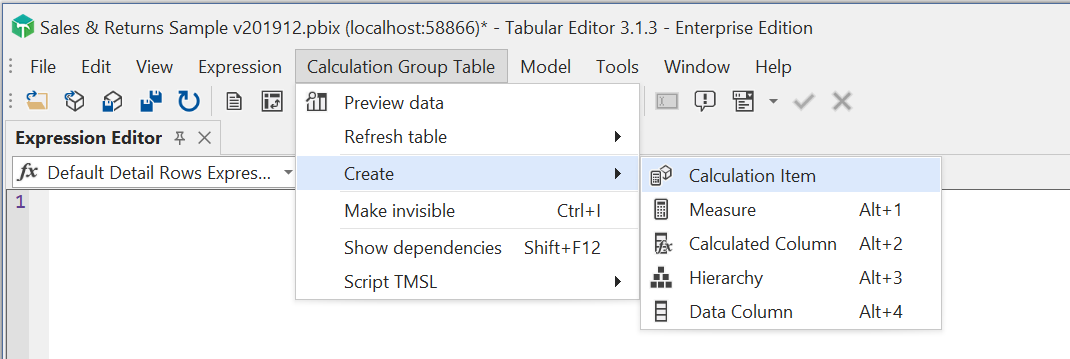 Sales & Returns Sample v201912.pbix (localhost:58866)* - Tabular Editor 3.1.3 - Enterprise Edition
File Edit View Expression Calculation Group Table Model Tools Window Help
Preview data
Expression Editor
Refresh table
fx Default Detail Rows Expres...
Create
Calculation Item
1
Make invisible Ctrl+I
Measure Alt+1
Show dependencies Shift+F12
Calculated Column Alt+2
Script TMSL
Hierarchy Alt+3
Data Column Alt+4